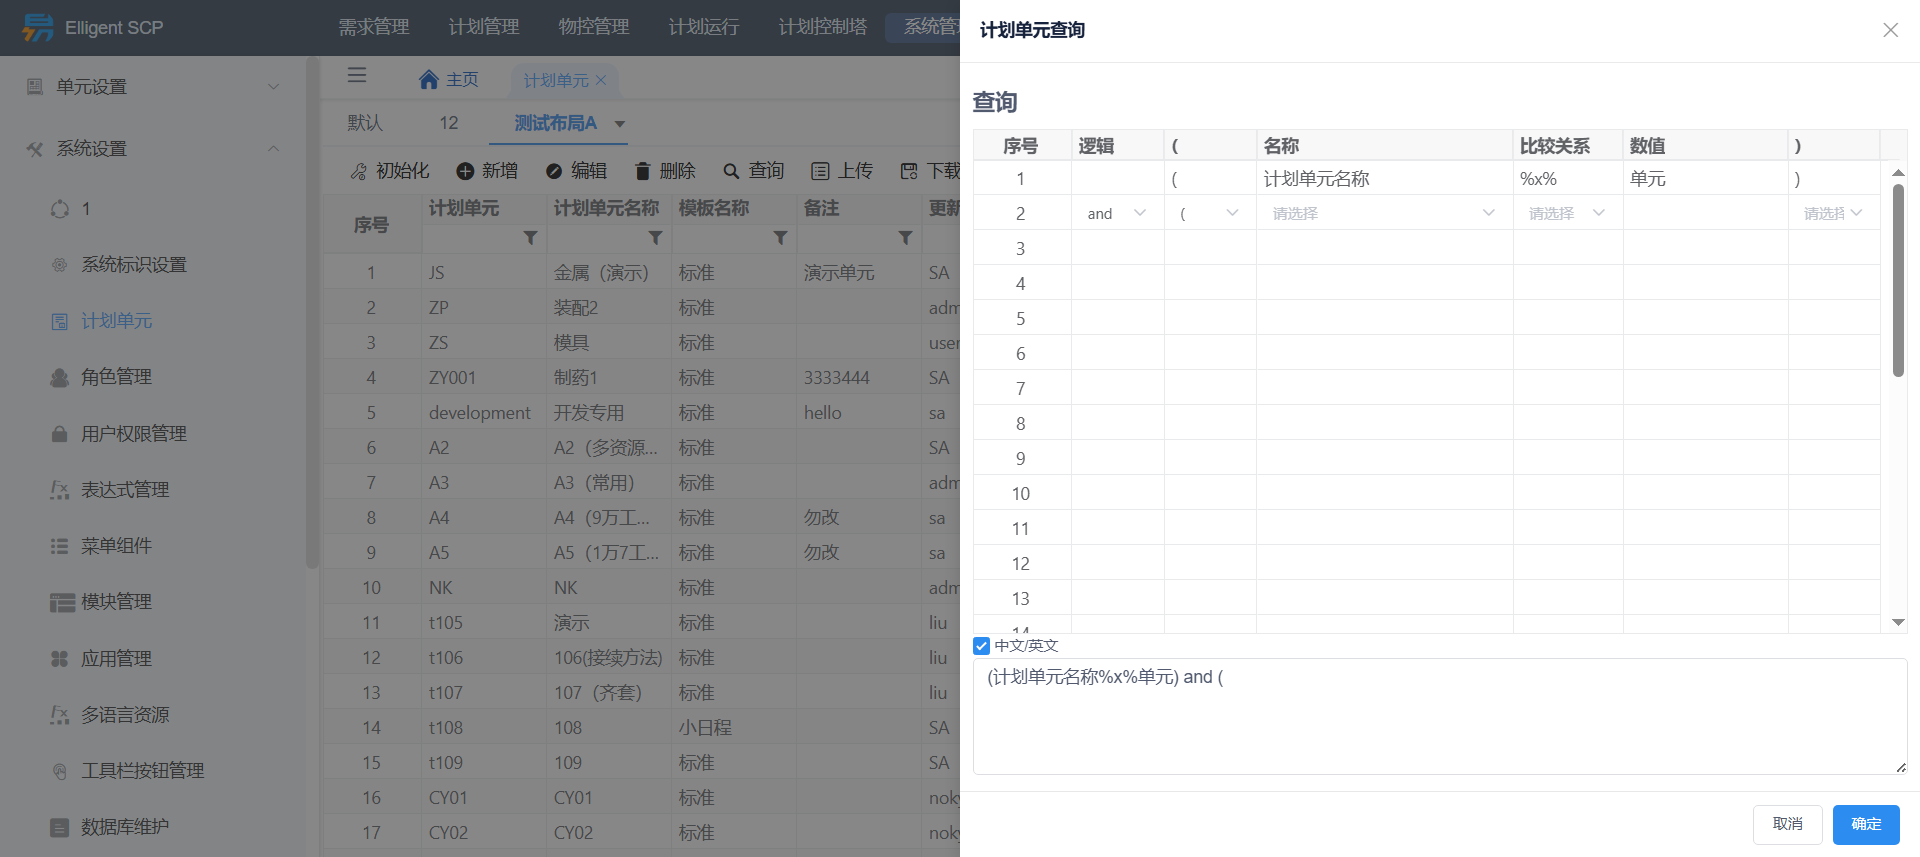 Elligent SCP
需求管理 计划管理 物控管理 计划运行 计划控制塔 系统管
单元设置
系统设置
1
系统标识设置
计划单元
角色管理
用户权限管理
表达式管理
菜单组件
模块管理
应用管理
多语言资源
工具栏按钮管理
数据库维护
主页 计划单元
默认 12 测试布局A
初始化 新增 编辑 删除 查询 上传 下载
序号 计划单元 计划单元名称 模板名称 备注 更新
1 JS 金属（演示） 标准 演示单元 SA
2 ZP 装配2 标准 adm
3 ZS 模具 标准 user
4 ZY001 制药1 标准 3333444 SA
5 development 开发专用 标准 hello sa
6 A2 A2（多资源... 标准 SA
7 A3 A3（常用） 标准 adm
8 A4 A4（9万工... 标准 勿改 sa
9 A5 A5（1万7工... 标准 勿改 sa
10 NK NK 标准 adm
11 t105 演示 标准 liu
12 t106 106(接续方法) 标准 liu
13 t107 107（齐套） 标准 liu
14 t108 108 小日程 SA
15 t109 109 标准 SA
16 CY01 CY01 标准 noky
17 CY02 CY02 标准 noky
计划单元查询
查询
序号 逻辑 ( 名称 比较关系 数值 )
1 ( 计划单元名称 %x% 单元 )
2 and ( 请选择 请选择 请选择
3
4
5
6
7
8
9
10
11
12
13
14
中文/英文
(计划单元名称%x%单元) and (
取消 确定